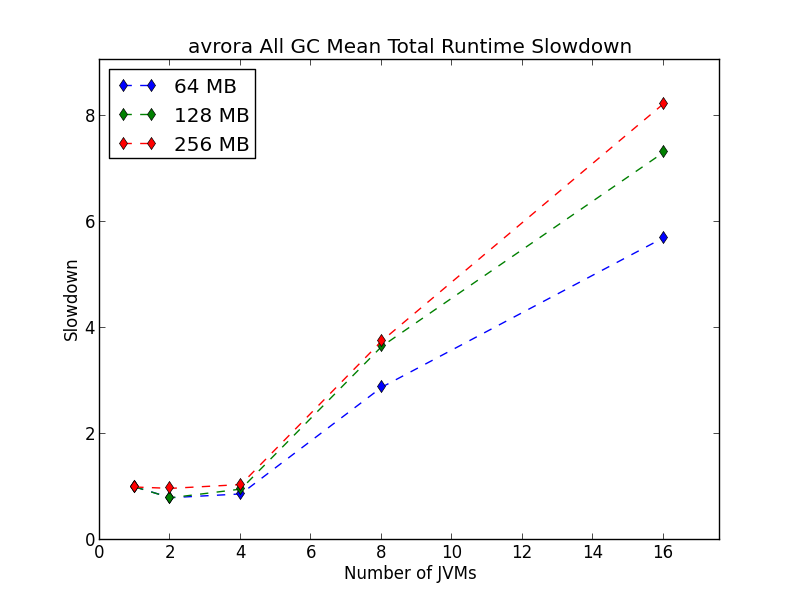 avrora All GC Mean Total Runtime Slowdown
64 MB
128 MB
256 MB
8
6
4
2
0
Slowdown
0 2 4 6 8 10 12 14 16
Number of JVMs